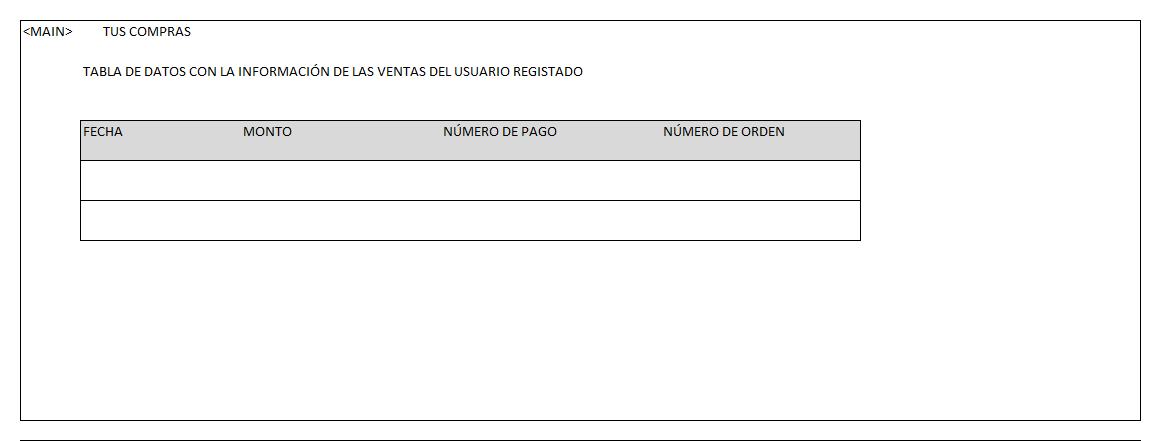 <MAIN> TUS COMPRAS
TABLA DE DATOS CON LA INFORMACIÓN DE LAS VENTAS DEL USUARIO REGISTADO
FECHA MONTO NÚMERO DE PAGO NÚMERO DE ORDEN